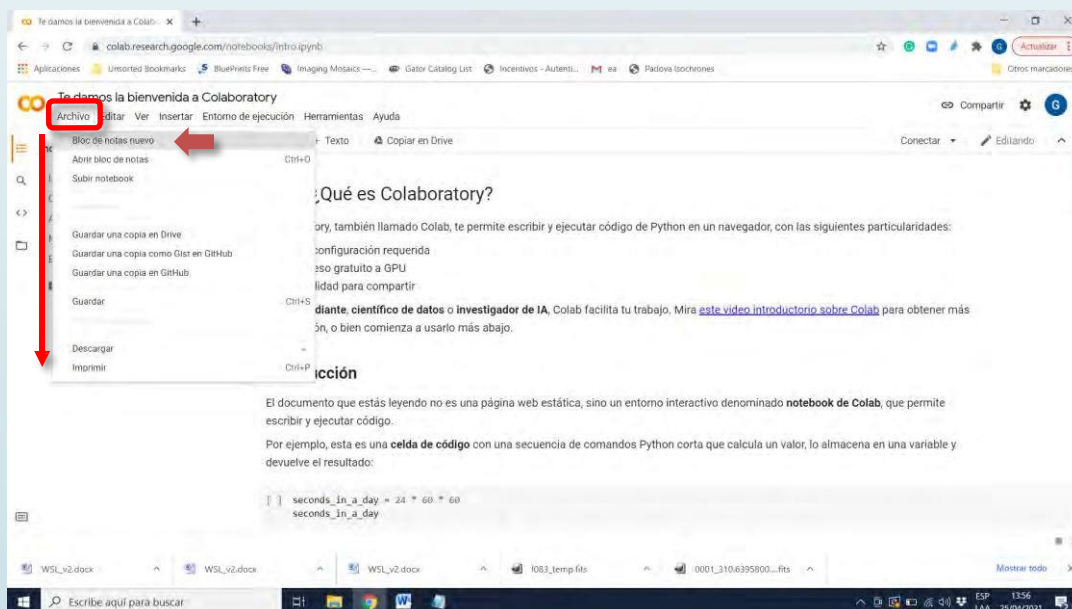 Te damos la bienvenida a Colab
colab.research.google.com/notebooks/intro.ipynb
Actualizar
Aplicaciones Unsorted Bookmarks BluePrints Free Imaging Mosaics —... Gator Catalog List Incentivos - Autenti... ea Padova Isochrones Otros marcadores
CO Te damos la bienvenida a Colaboratory
Archivo Editar Ver Insertar Entorno de ejecución Herramientas Ayuda
Compartir G
Bloc de notas nuevo
+ Texto Copiar en Drive
Conectar Editando
Abrir bloc de notas Ctrl+O
Subir notebook
Guardar una copia en Drive
Guardar una copia como Gist en GitHub
Guardar una copia en GitHub
Guardar Ctrl+S
Descargar
Imprimir Ctrl+P
¿Qué es Colaboratory?
ory, también llamado Colab, te permite escribir y ejecutar código de Python en un navegador, con las siguientes particularidades:
configuración requerida
eso gratuito a GPU
lidad para compartir
diante, científico de datos o investigador de IA, Colab facilita tu trabajo. Mira este video introductorio sobre Colab para obtener más
ón, o bien comienza a usarlo más abajo.
cción
El documento que estás leyendo no es una página web estática, sino un entorno interactivo denominado notebook de Colab, que permite
escribir y ejecutar código.
Por ejemplo, esta es una celda de código con una secuencia de comandos Python corta que calcula un valor, lo almacena en una variable y
devuelve el resultado:
[ ] seconds_in_a_day = 24 * 60 * 60
seconds_in_a_day
WSL_v2.docx WSL_v2.docx WSL_v2.docx l083_temp.fits 0001_310.6395800....fits Mostrar todo
Escribe aquí para buscar
ESP 13:56
LAA 25/04/2021